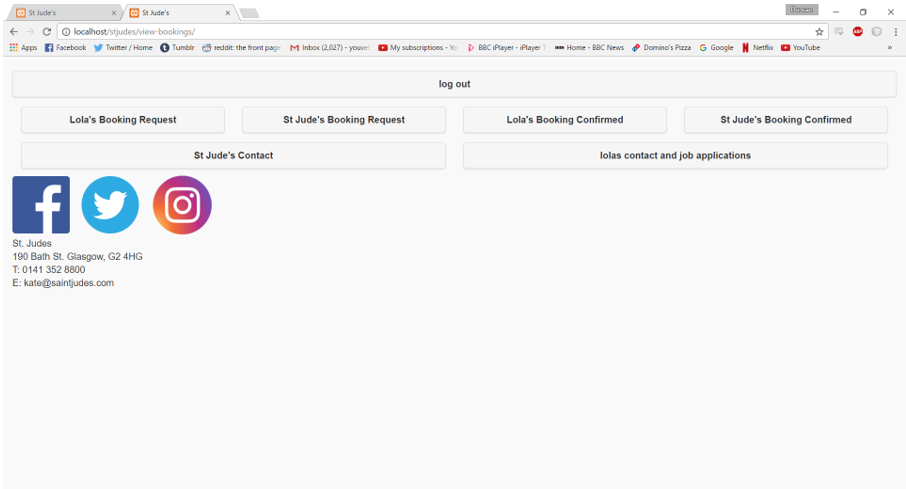 St Jude's
St Jude's
localhost/stjudes/view-bookings/
Apps Facebook Twitter / Home Tumblr reddit: the front page Inbox (2,027) - youwe My subscriptions - Yo BBC iPlayer - iPlayer T Home - BBC News Domino's Pizza Google Netflix YouTube »
log out
Lola's Booking Request St Jude's Booking Request Lola's Booking Confirmed St Jude's Booking Confirmed
St Jude's Contact lolas contact and job applications
St. Judes
190 Bath St. Glasgow, G2 4HG
T: 0141 352 8800
E: kate@saintjudes.com